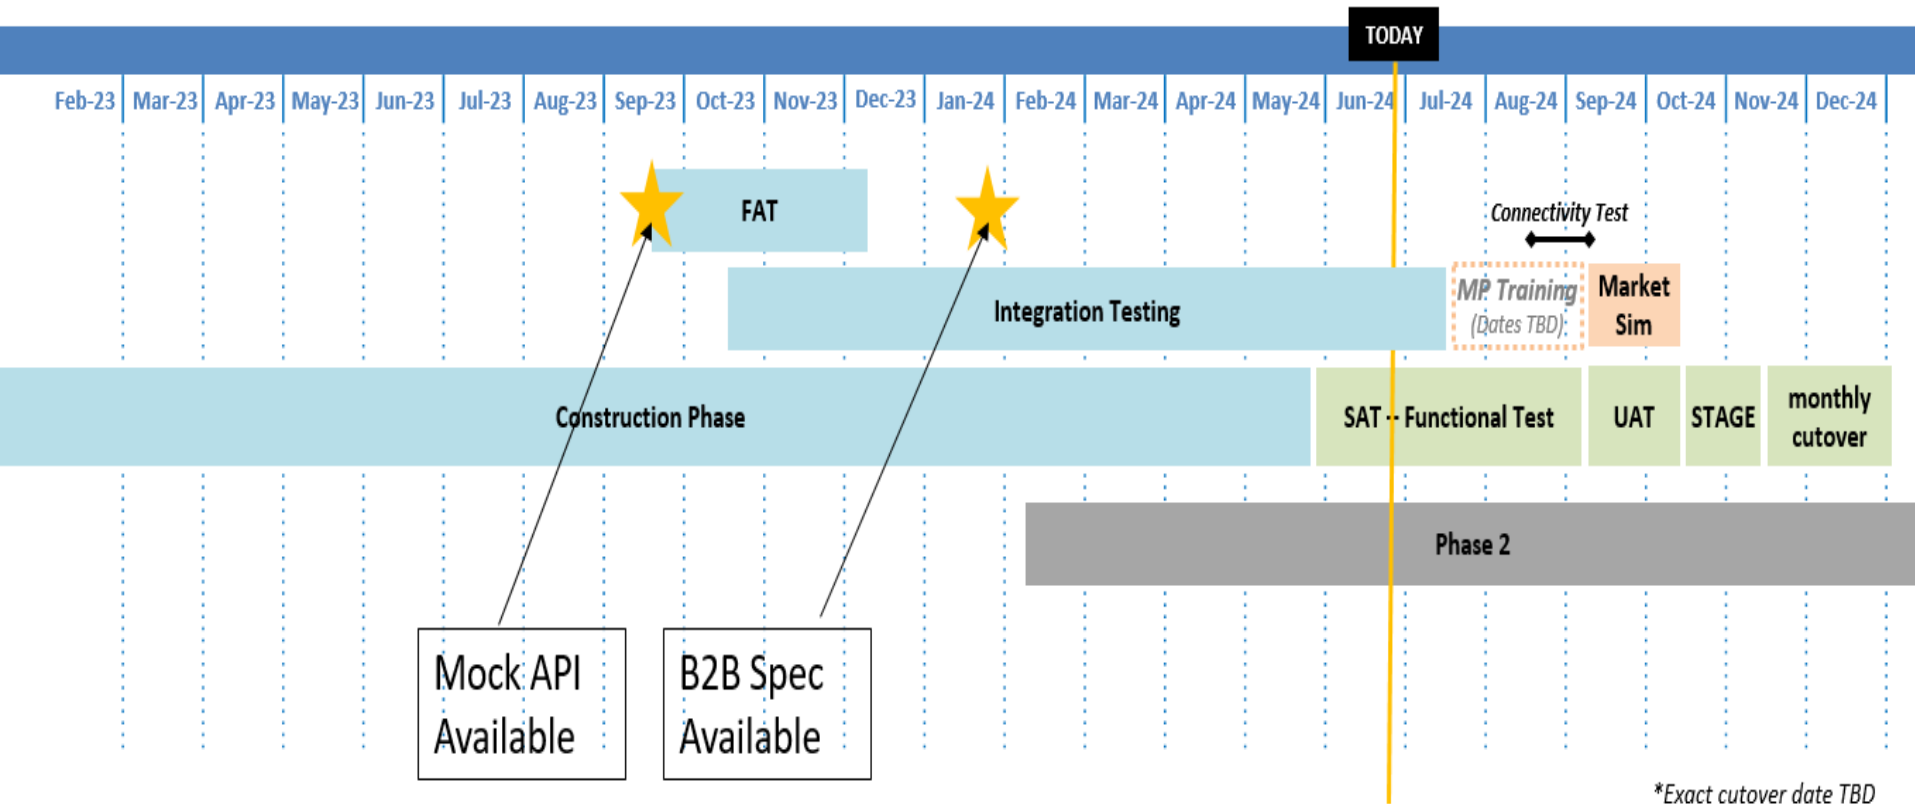 TODAY
Feb-23 Mar-23 Apr-23 May-23 Jun-23 Jul-23 Aug-23 Sep-23 Oct-23 Nov-23 Dec-23 Jan-24 Feb-24 Mar-24 Apr-24 May-24 Jun-24 Jul-24 Aug-24 Sep-24 Oct-24 Nov-24 Dec-24
FAT
Connectivity Test
Integration Testing
MP Training
(Dates TBD)
Market
Sim
Construction Phase
SAT – Functional Test
UAT
STAGE
monthly
cutover
Phase 2
Mock API
Available
B2B Spec
Available
*Exact cutover date TBD